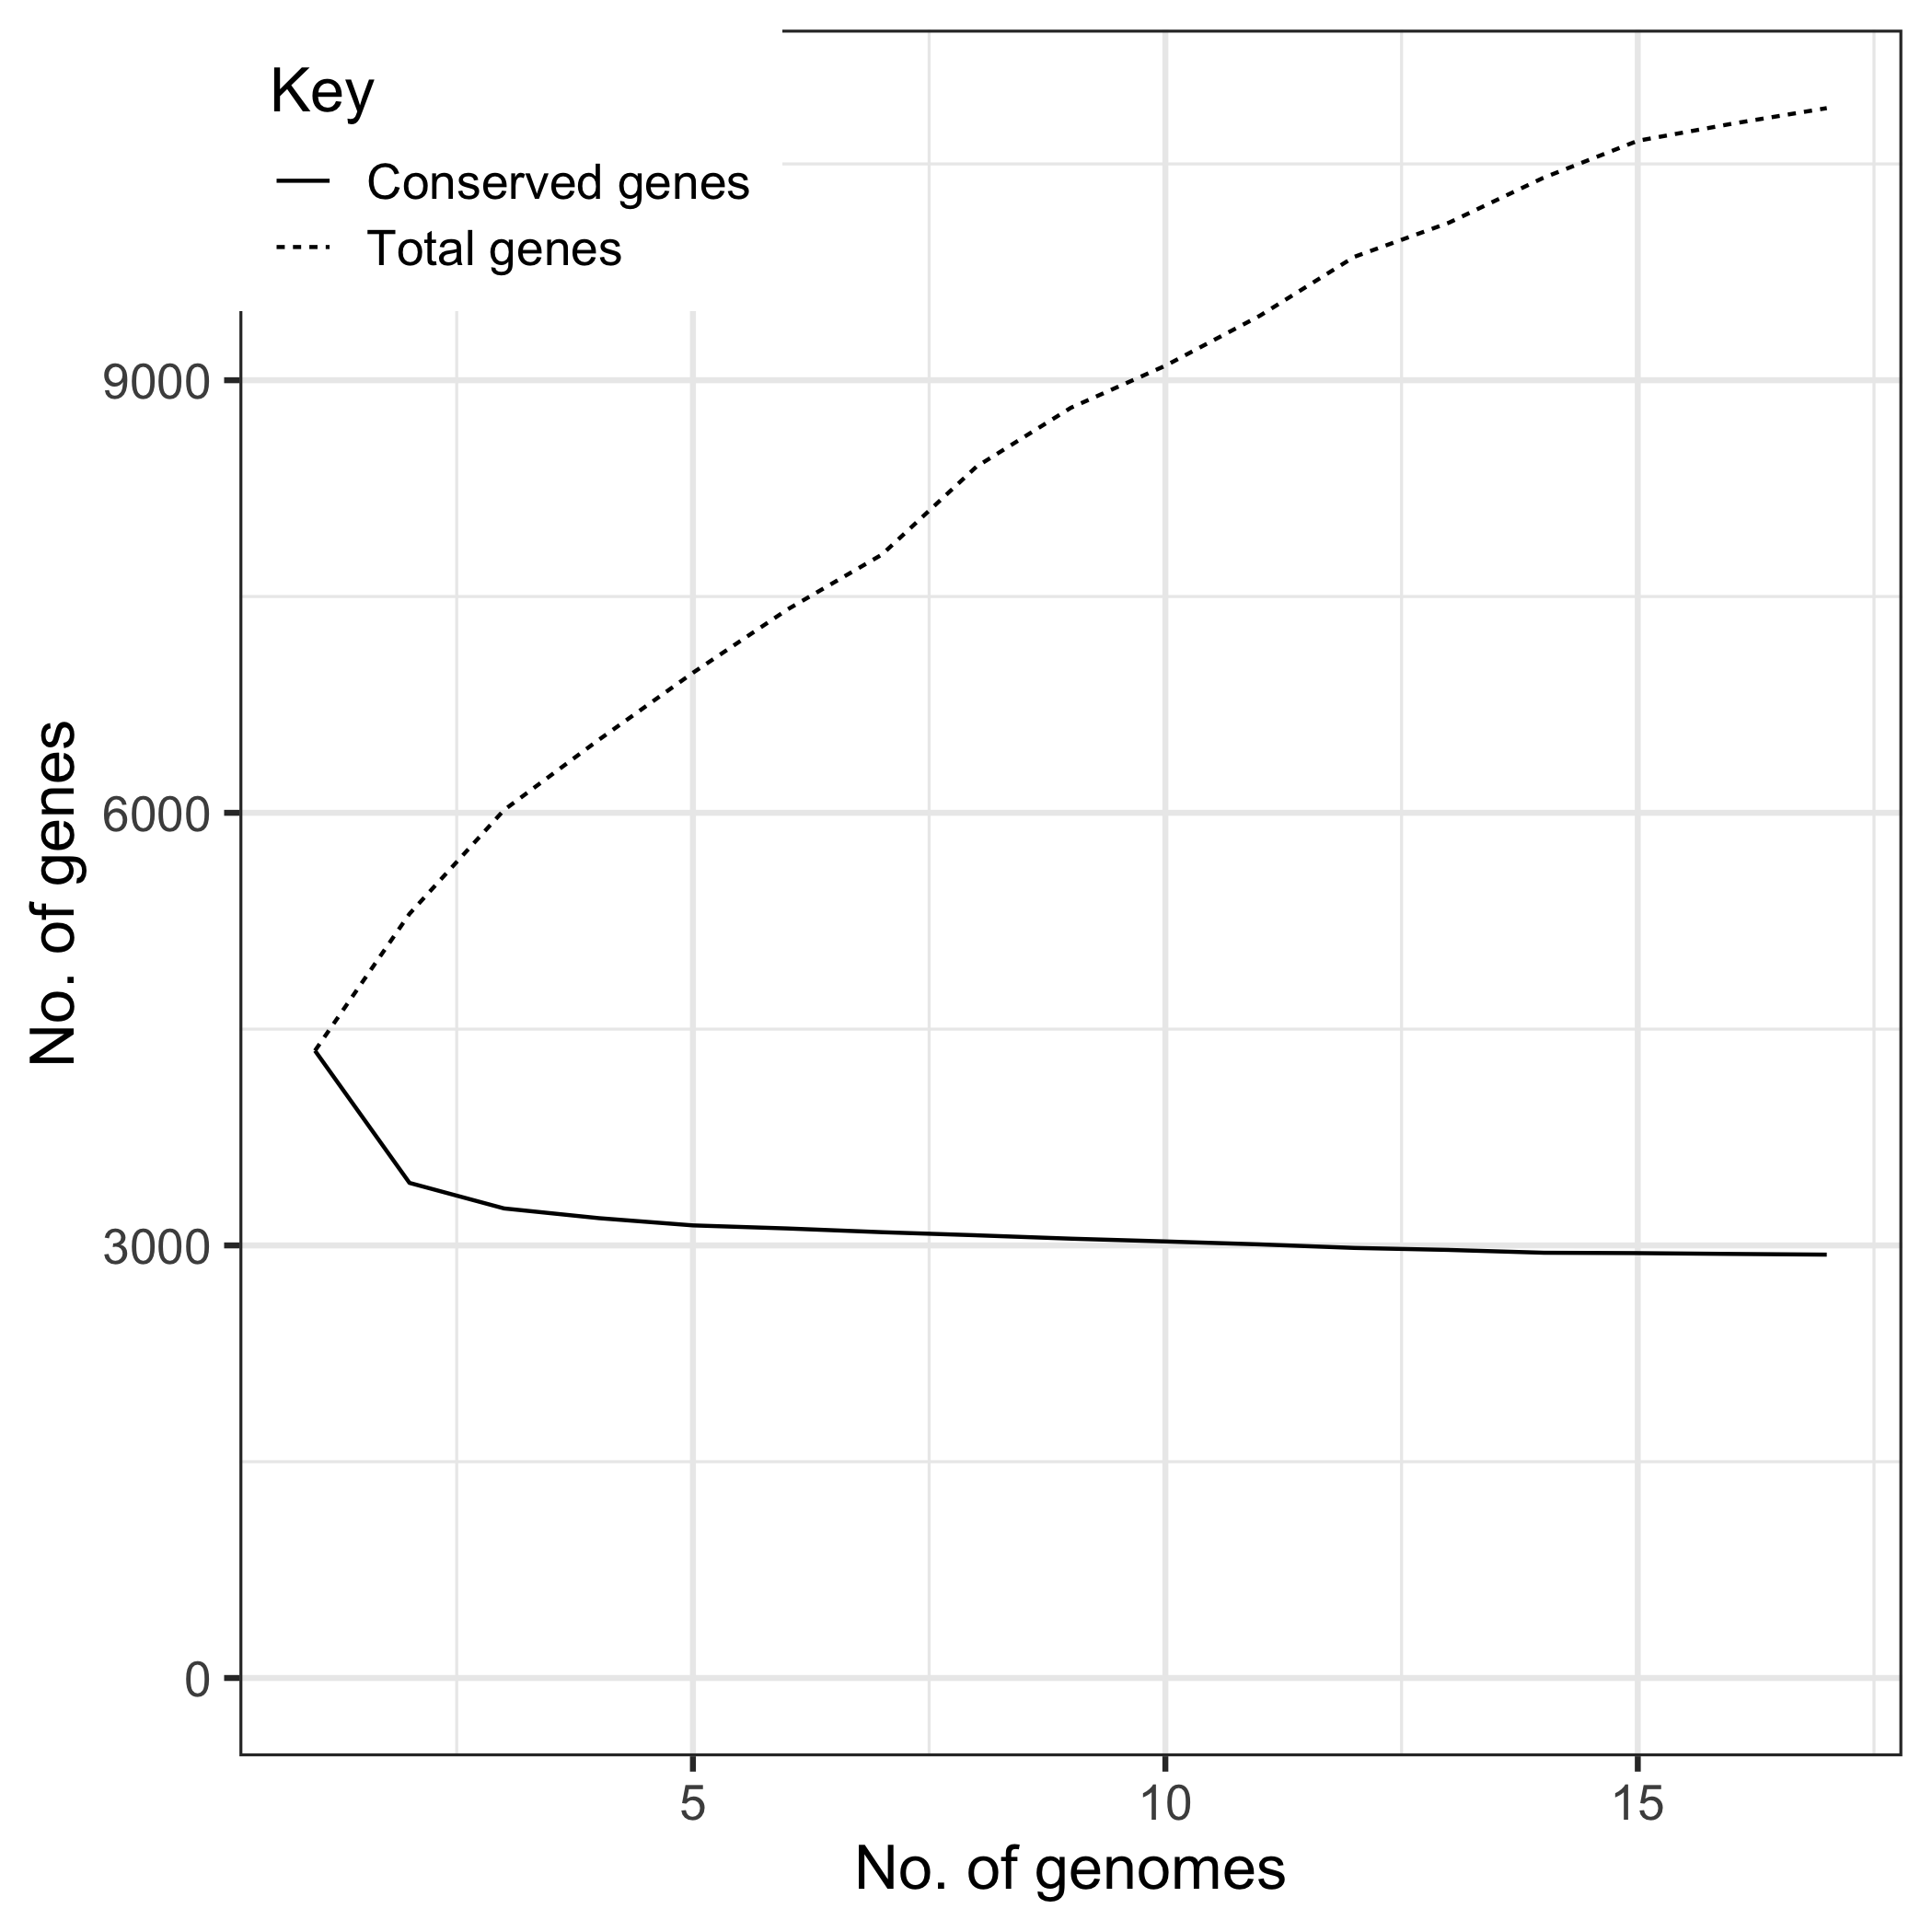 Key
Conserved genes
Total genes
No. of genes
9000
6000
3000
0
5 10 15
No. of genomes